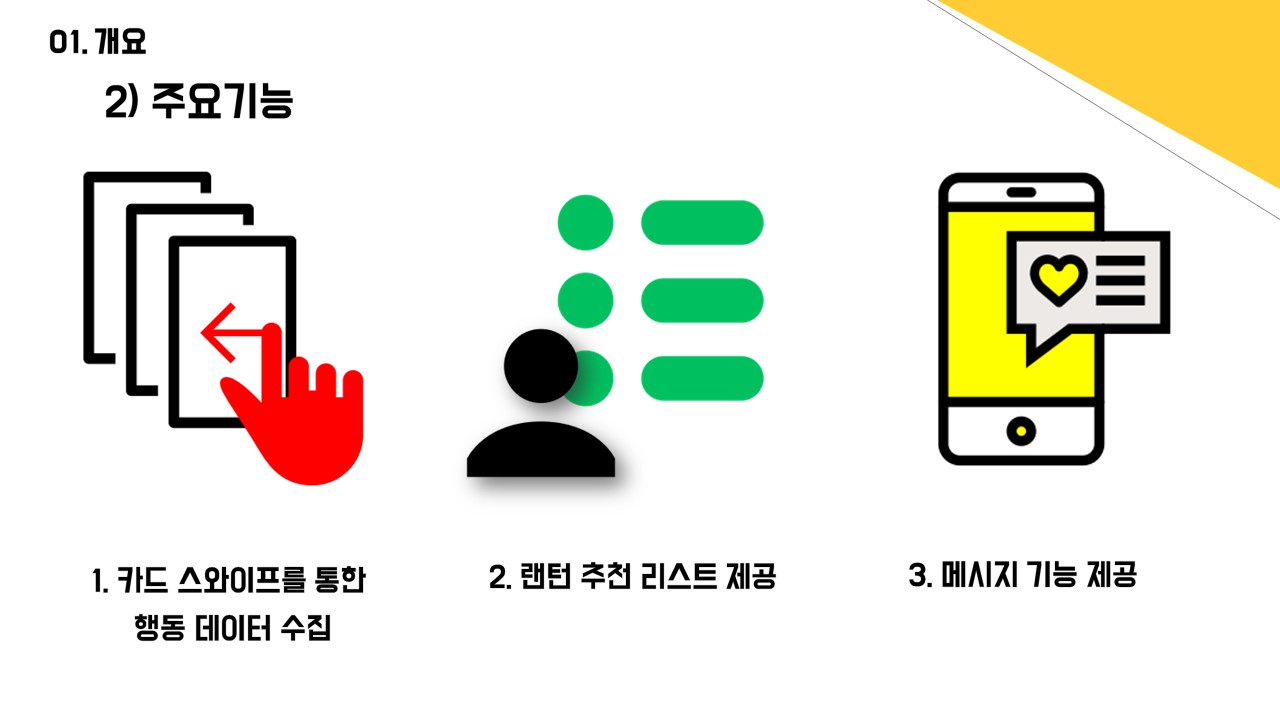 01. 개요
2) 주요기능
1. 카드 스와이프를 통한
행동 데이터 수집
2. 랜턴 추천 리스트 제공
3. 메시지 기능 제공